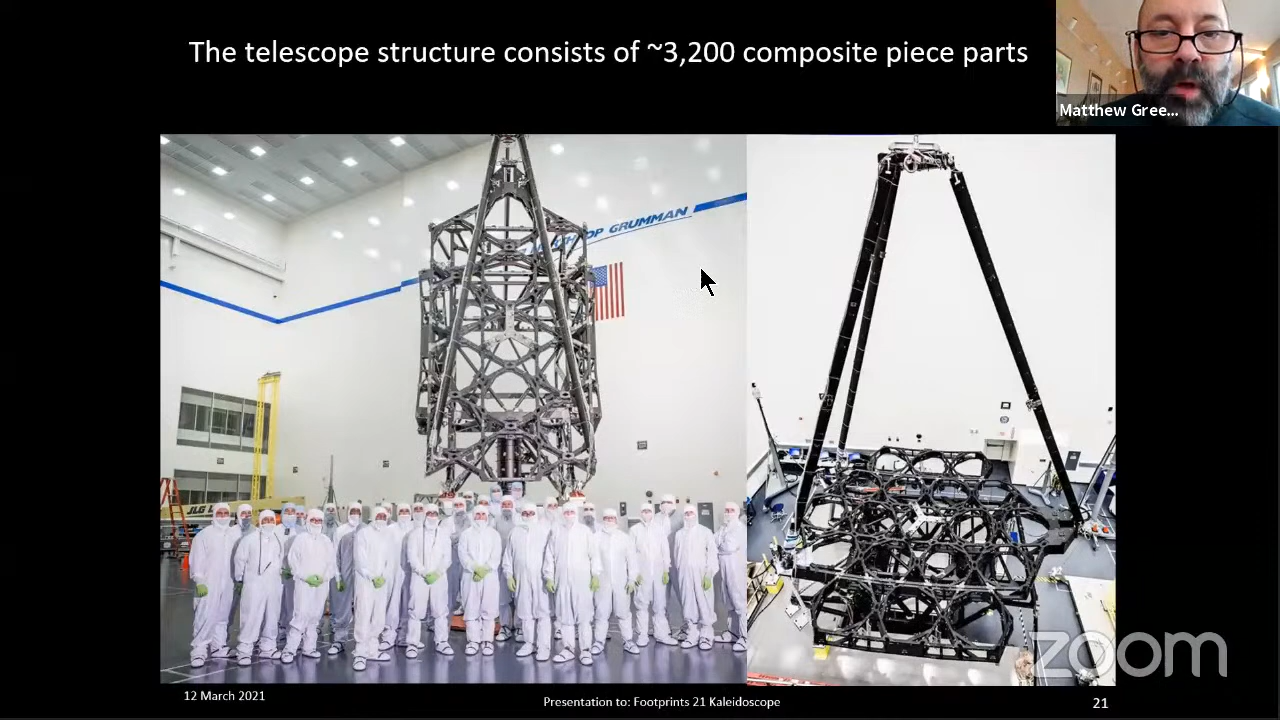 The telescope structure consists of ~3,200 composite piece parts
Matthew Gree...
GRUMMAN
JLG
12 March 2021
Presentation to: Footprints 21 Kaleidoscope
21
zoom